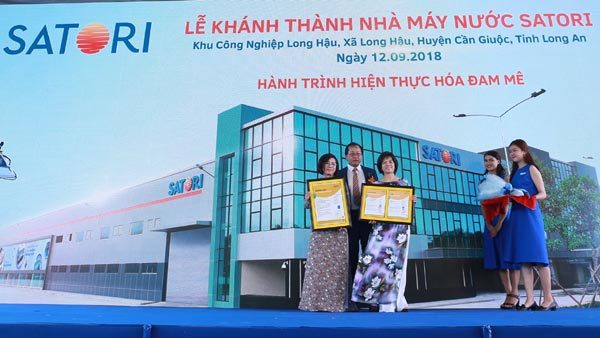 SATORI
LỄ KHÁNH THÀNH NHÀ MÁY NƯỚC SATORI
Khu Công Nghiệp Long Hậu, Xã Long Hậu, Huyện Cần Giuộc, Tỉnh Long An
Ngày 12.09.2018
HÀNH TRÌNH HIỆN THỰC HÓA ĐAM MÊ
SATORI
SATORI